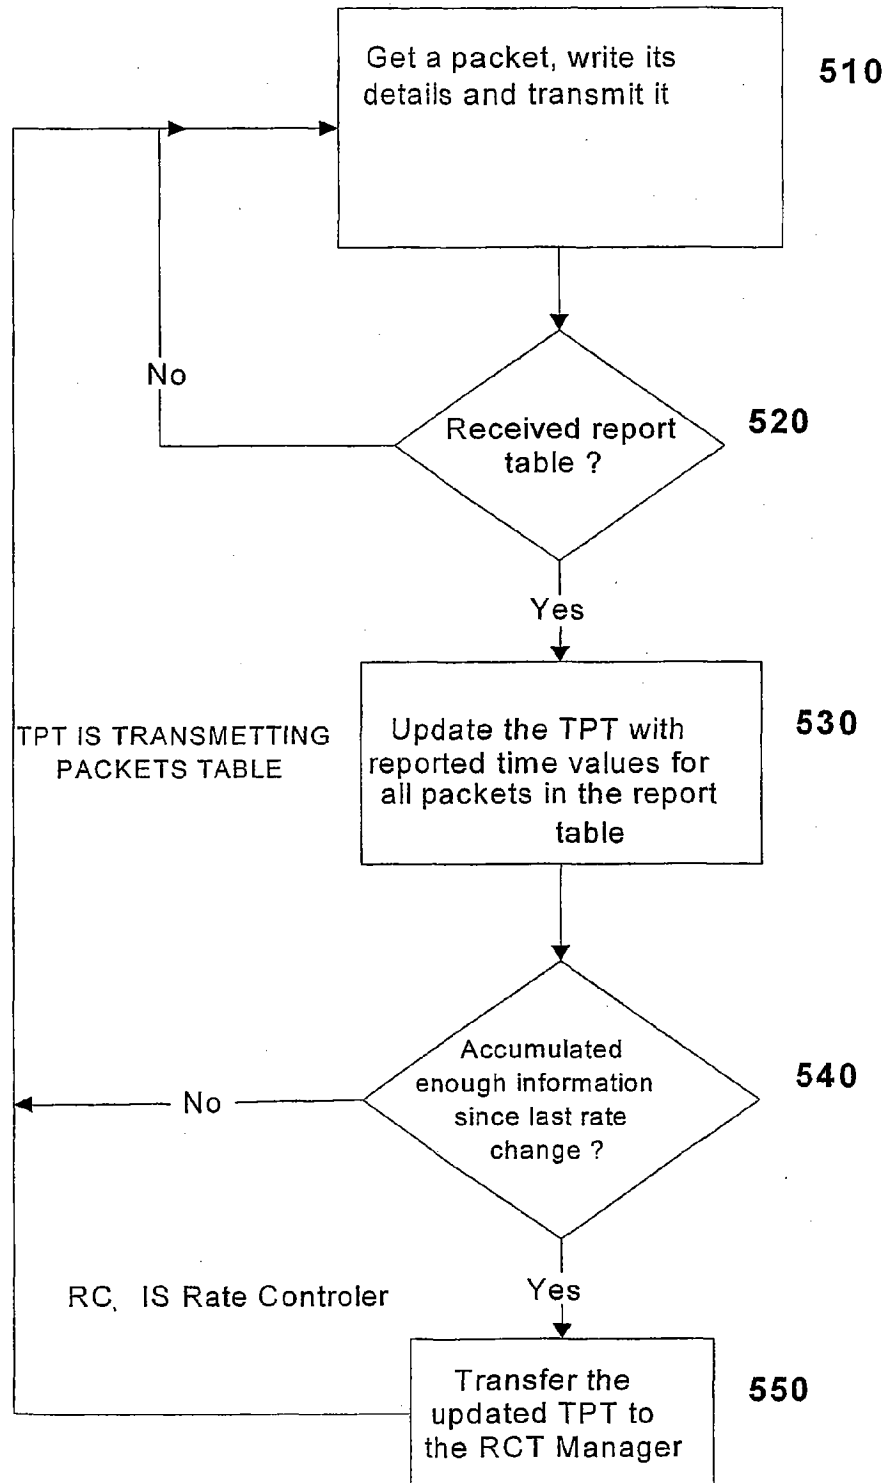 Get a packet, write its
details and transmit it
510
No
Received report
table ?
520
Yes
TPT IS TRANSMETTING
PACKETS TABLE
Update the TPT with
reported time values for
all packets in the report
table
530
Accumulated
enough information
since last rate
change ?
540
No
RC, IS Rate Controler
Yes
Transfer the
updated TPT to
the RCT Manager
550